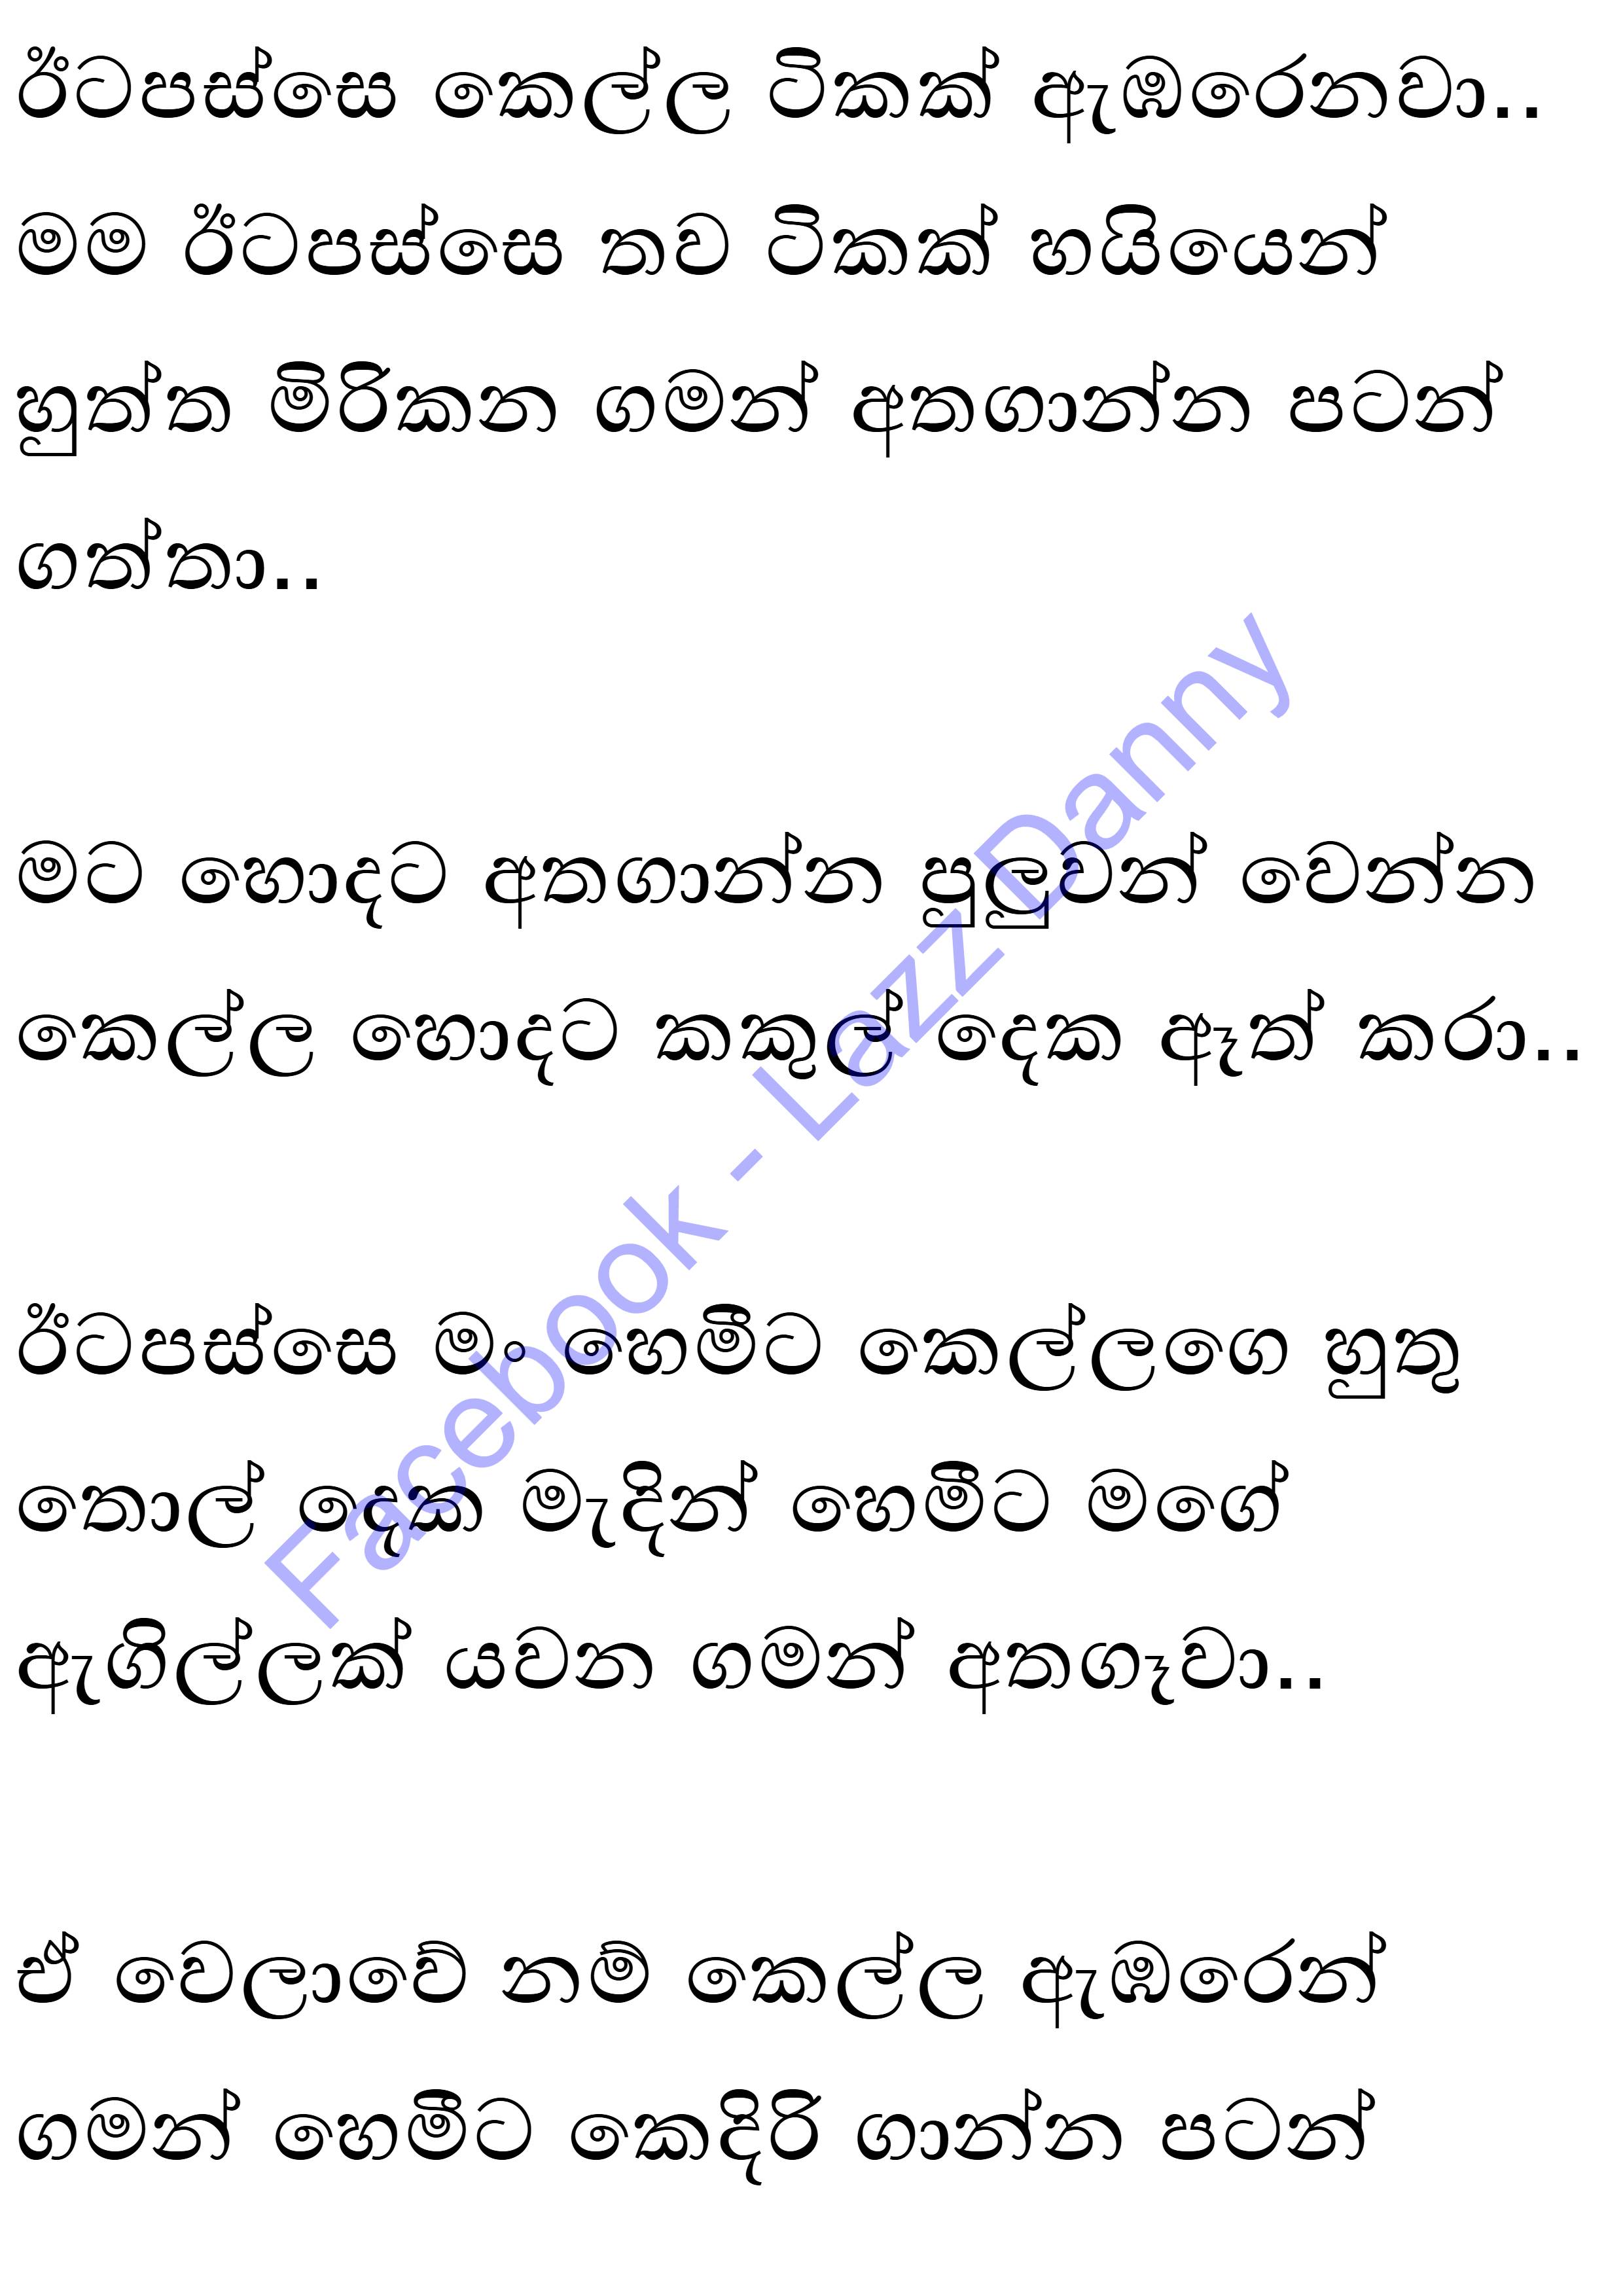 ඊටපස්සෙ කෙල්ල ටිකක් ඇඹරෙනවා..
මම ඊටපස්සෙ තව ටිකක් හයියෙන්
හුත්ත මිරිකන ගමන් අතගාන්න පටන්
ගත්තා..
මට හොදට අතගාන්න පුලුවන් වෙන්න
කෙල්ල හොදට කකුල් දෙක ඈත් කරා..
ඊටපස්සෙ මං හෙමීට කෙල්ලගෙ හුතු
තොල් දෙක මැදින් හෙමීට මගේ
ඇගිල්ලක් යවන ගමන් අතගෑවා..
ඒ වෙලාවේ නම් කෙල්ල ඇඹරෙන්
ගමන් හෙමීට කෙදිරි ගාන්න පටන්
Facebook - Lazz Danny